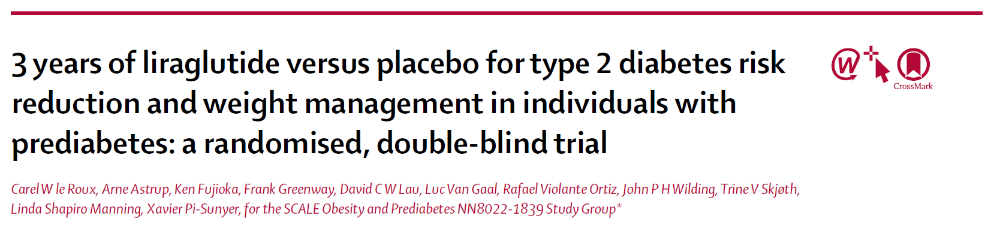 3 years of liraglutide versus placebo for type 2 diabetes risk
reduction and weight management in individuals with
prediabetes: a randomised, double-blind trial
W
CrossMark
Carel W le Roux, Arne Astrup, Ken Fujioka, Frank Greenway, David C W Lau, Luc Van Gaal, Rafael Violante Ortiz, John P H Wilding, Trine V Skjøth,
Linda Shapiro Manning, Xavier Pi-Sunyer, for the SCALE Obesity and Prediabetes NN8022-1839 Study Group*